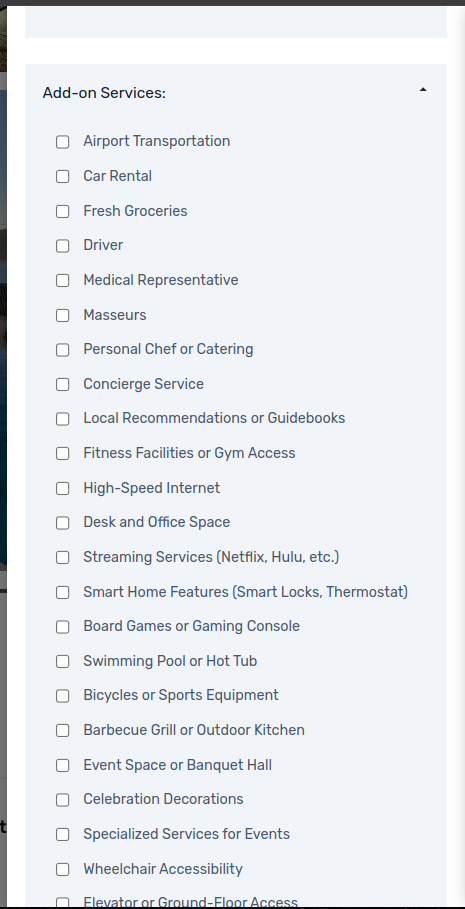 Add-on Services:
Airport Transportation
Car Rental
Fresh Groceries
Driver
Medical Representative
Masseurs
Personal Chef or Catering
Concierge Service
Local Recommendations or Guidebooks
Fitness Facilities or Gym Access
High-Speed Internet
Desk and Office Space
Streaming Services (Netflix, Hulu, etc.)
Smart Home Features (Smart Locks, Thermostat)
Board Games or Gaming Console
Swimming Pool or Hot Tub
Bicycles or Sports Equipment
Barbecue Grill or Outdoor Kitchen
Event Space or Banquet Hall
Celebration Decorations
Specialized Services for Events
Wheelchair Accessibility
Elevator or Ground-Floor Access